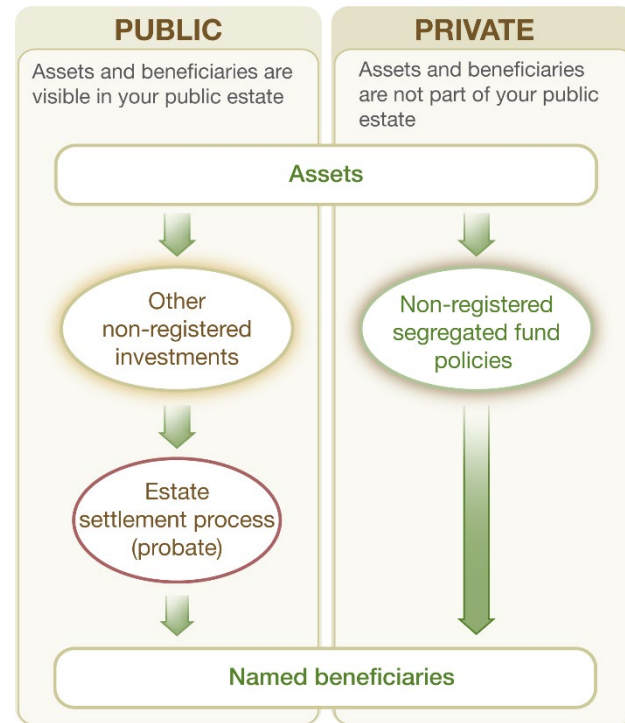 PUBLIC
Assets and beneficiaries are
visible in your public estate
PRIVATE
Assets and beneficiaries
are not part of your public
estate
Assets
Other
non-registered
investments
Non-registered
segregated fund
policies
Estate
settlement process
(probate)
Named beneficiaries